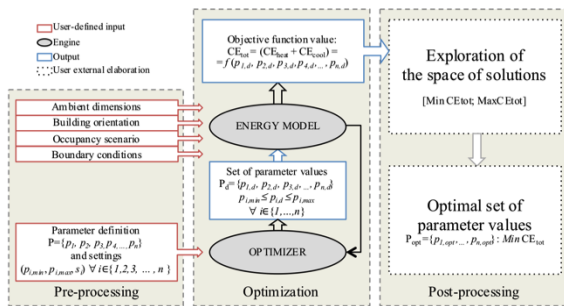 User-defined input
Engine
Output
User external elaboration
Ambient dimensions
Building orientation
Occupancy scenario
Boundary conditions
Parameter definition
P={p1, p2, p3, p4,...,pn}
and settings
(pi,min, pi,max, si) ∀ i∈{1,2,3, ... , n }
Pre-processing
Objective function value:
CEtot = (CEheat + CEcool) =
= f (p1,d, p2,d, p3,d, p4,d, ... , pn,d)
ENERGY MODEL
Set of parameter values
Pd={p1,d, p2,d, p3,d, ... , pn,d}
pi,min ≤ pi,d ≤ pi,max
∀ i∈{1,...,n}
OPTIMIZER
Optimization
Exploration of
the space of solutions
[Min CEtot; MaxCEtot]
Optimal set of
parameter values
Popt={p1,opt,..., pn,opt) : Min CEtot
Post-processing